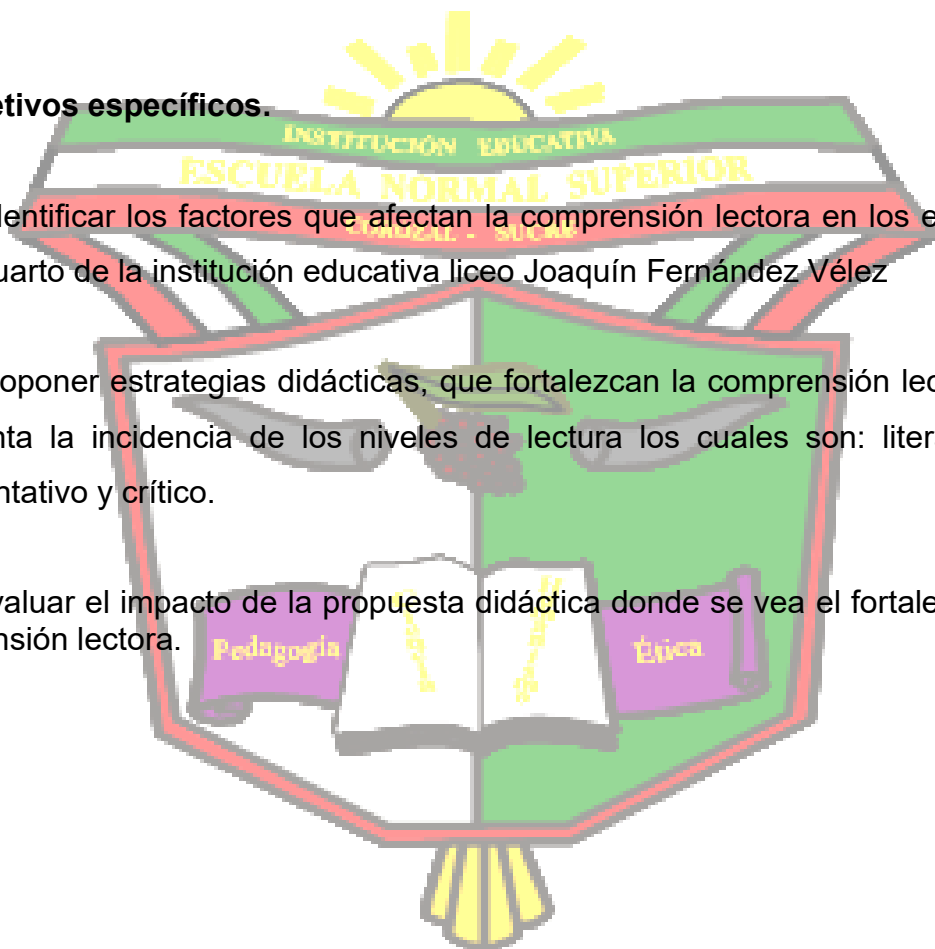 etivos específicos.
INSTITUCIÓN EDUCATIVA
ESCUELA NORMAL SUPERIOR
COROZAL - SUCRE
dentificar los factores que afectan la comprensión lectora en los e
uarto de la institución educativa liceo Joaquín Fernández Vélez
oponer estrategias didácticas, que fortalezcan la comprensión lec
nta la incidencia de los niveles de lectura los cuales son: liter
ntativo y crítico.
valuar el impacto de la propuesta didáctica donde se vea el fortale
nsión lectora.
Pedagogía
Ética